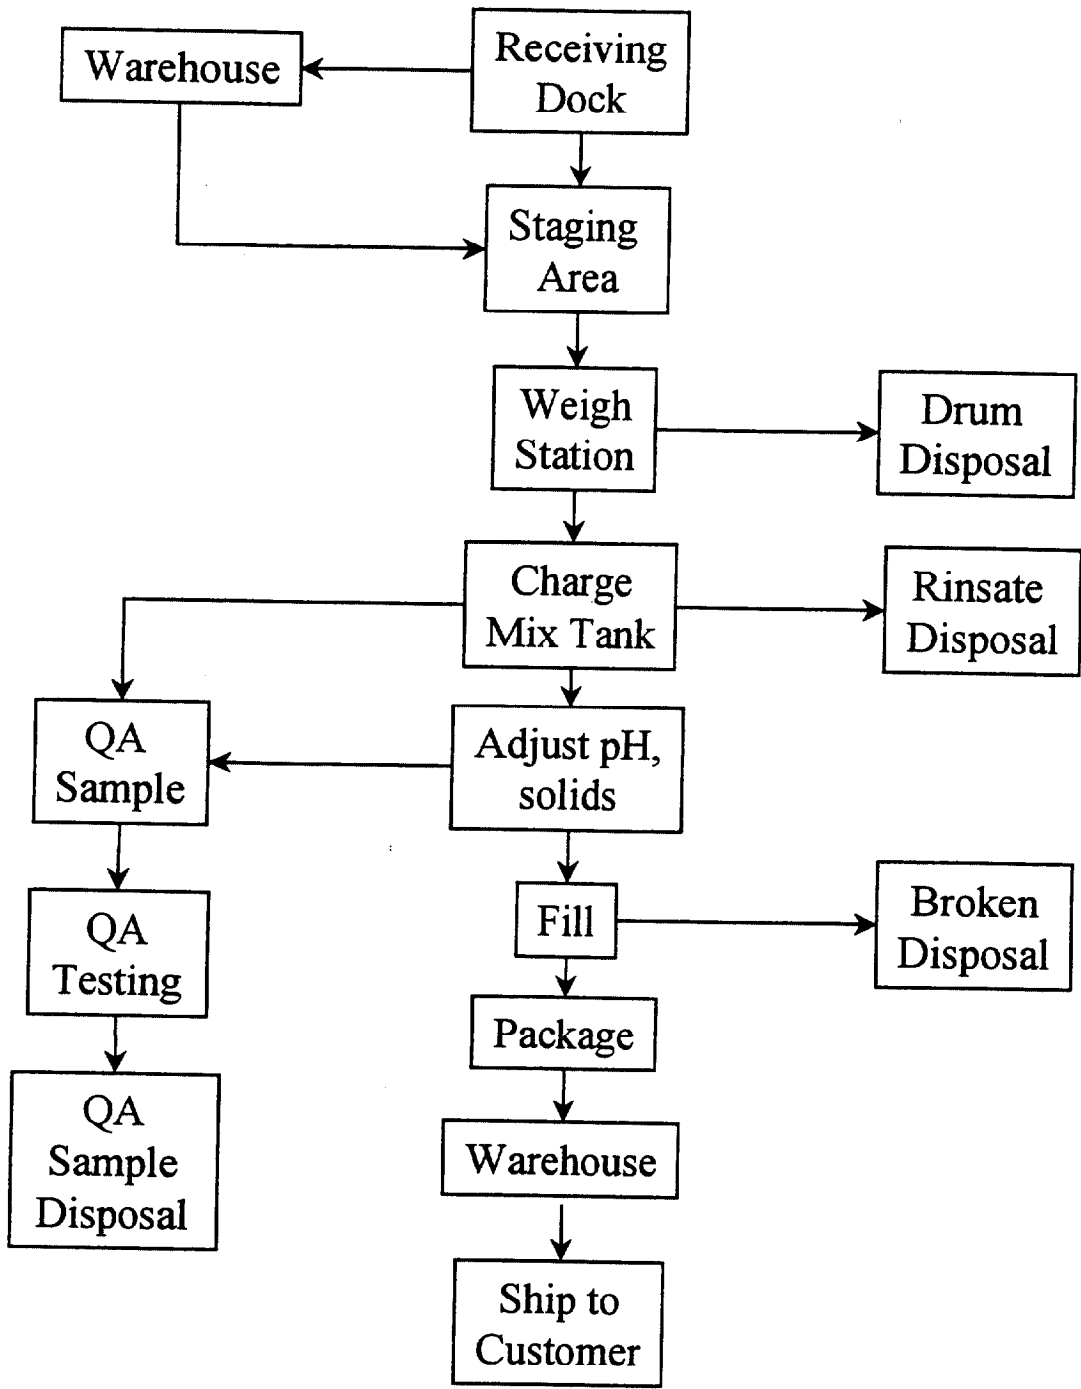 Warehouse
Receiving
Dock
Staging
Area
Weigh
Station
Drum
Disposal
Charge
Mix Tank
Rinsate
Disposal
QA
Sample
Adjust pH,
solids
Fill
Broken
Disposal
QA
Testing
Package
QA
Sample
Disposal
Warehouse
Ship to
Customer